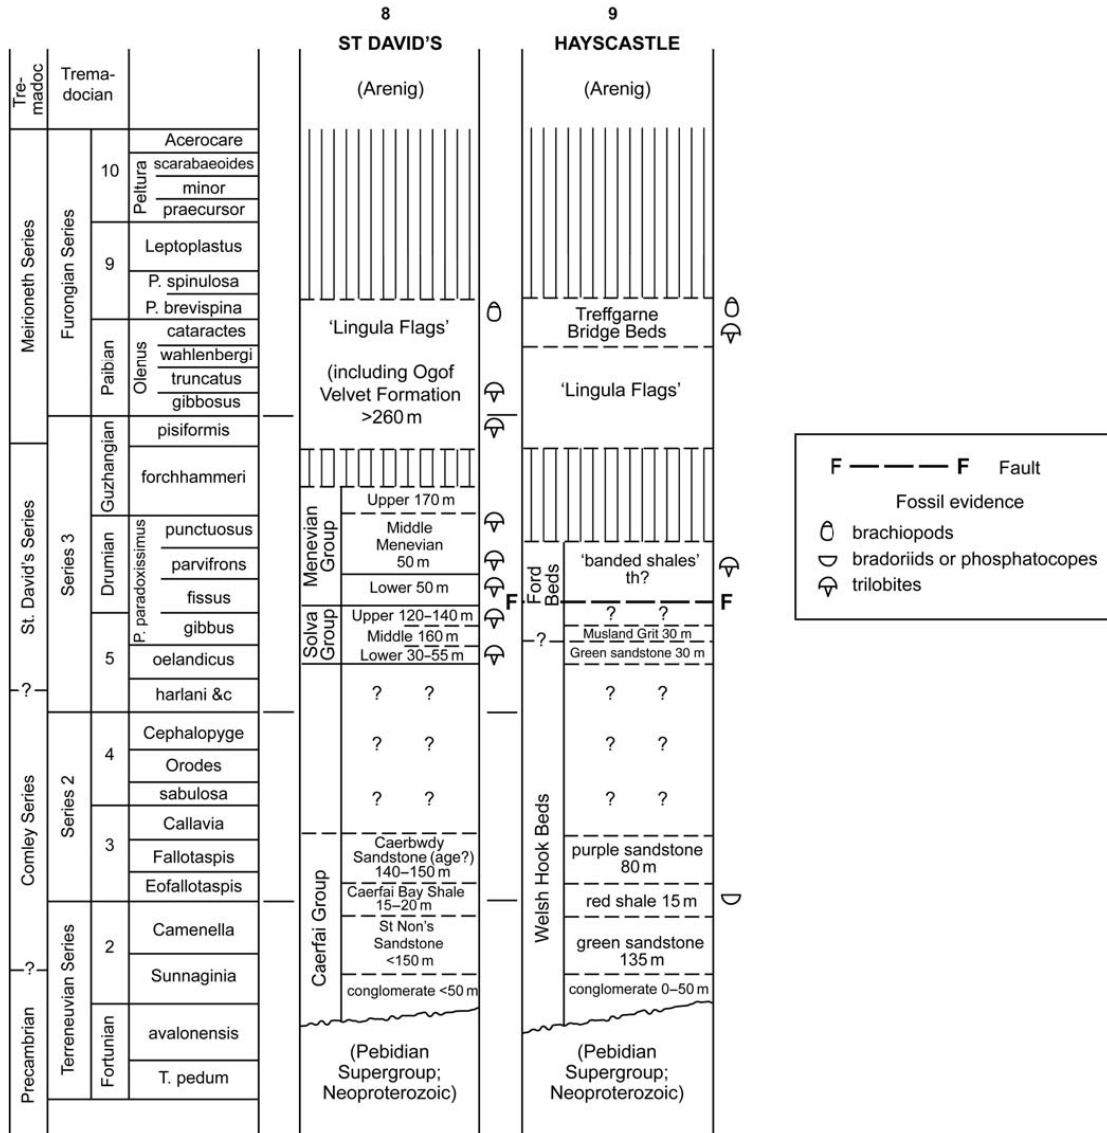 8
ST DAVID'S
9
HAYSCASTLE
Tre-
madoc
Trema-
docian
(Arenig)
(Arenig)
Meirioneth Series
St. David's Series
–?–
Comley Series
–?–
Precambrian
Furongian Series
Series 3
Series 2
Terreneuvian Series
10
9
Paibian
Guzhangian
Drumian
5
4
3
2
Fortunian
Acerocare
Peltura
scarabaeoides
minor
praecursor
Leptoplastus
P. spinulosa
P. brevispina
Olenus
cataractes
wahlenbergi
truncatus
gibbosus
pisiformis
forchhammeri
P. paradoxissimus
punctuosus
parvifrons
fissus
gibbus
oelandicus
harlani &c
Cephalopyge
Orodes
sabulosa
Callavia
Fallotaspis
Eofallotaspis
Camenella
Sunnaginia
avalonensis
T. pedum
'Lingula Flags'
(including Ogof
Velvet Formation
>260 m
Menevian
Group
Upper 170 m
Middle
Menevian
50 m
Lower 50 m
Solva
Group
Upper 120–140 m
Middle 160 m
Lower 30–55 m
? ?
? ?
? ?
Caerfai Group
Caerbwdy
Sandstone (age?)
140–150 m
Caerfai Bay Shale
15–20 m
St Non's
Sandstone
<150 m
conglomerate <50 m
(Pebidian
Supergroup;
Neoproterozoic)
Treffgarne
Bridge Beds
'Lingula Flags'
Ford
Beds
'banded shales'
th?
F F
? ?
Musland Grit 30 m
–?–
Green sandstone 30 m
? ?
? ?
? ?
Welsh Hook Beds
purple sandstone
80 m
red shale 15 m
green sandstone
135 m
conglomerate 0–50 m
(Pebidian
Supergroup;
Neoproterozoic)
F — — — F Fault
Fossil evidence
brachiopods
bradoriids or phosphatocopes
trilobites